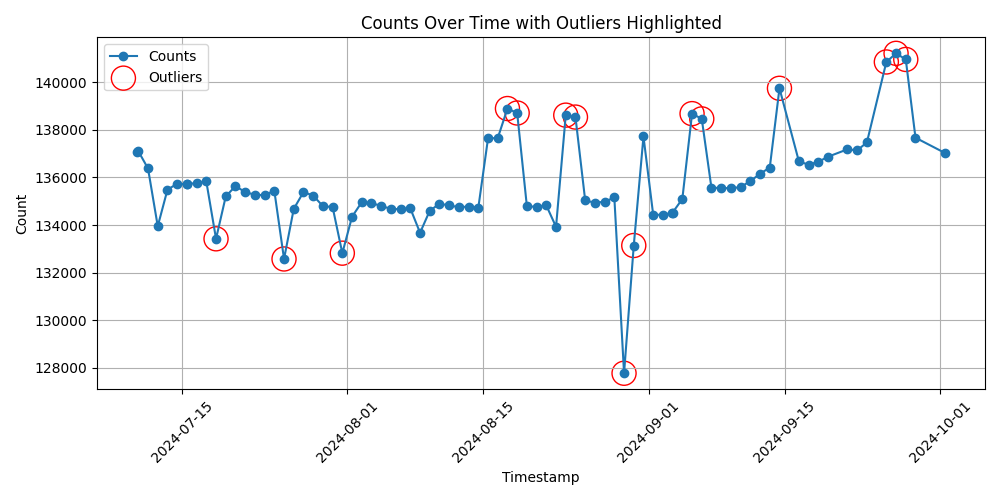 Counts Over Time with Outliers Highlighted
Counts
Outliers
140000
138000
136000
134000
132000
130000
128000
Count
2024-07-15
2024-08-01
2024-08-15
2024-09-01
2024-09-15
2024-10-01
Timestamp